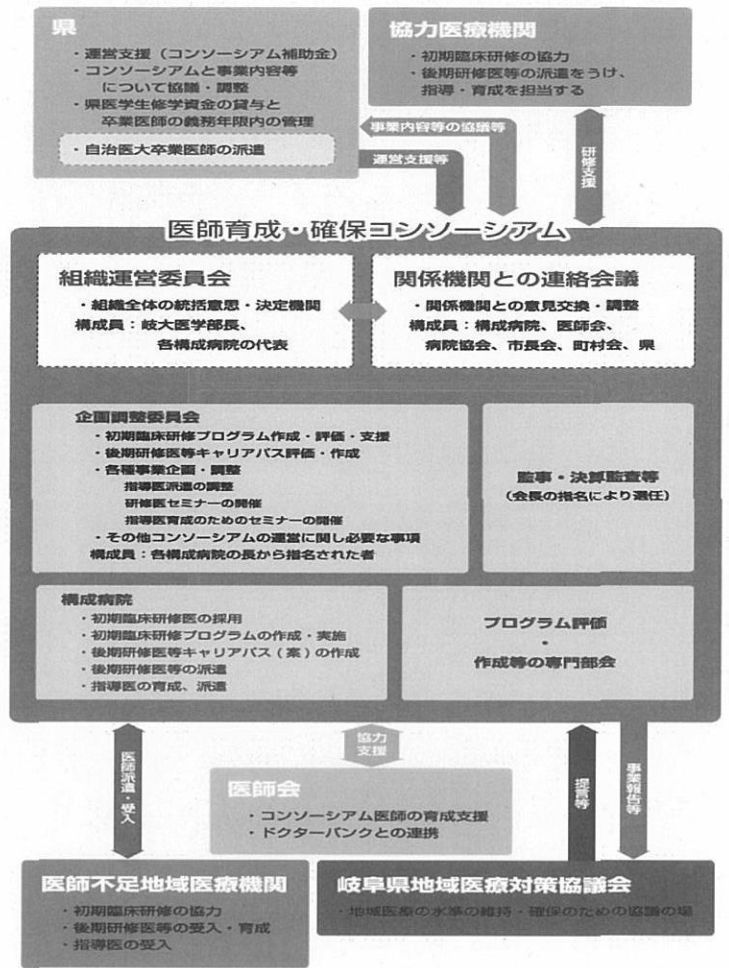 県
・運営支援（コンソーシアム補助金）
・コンソーシアムと事業内容等
について協議・調整
・県医学生修学資金の貸与と
卒業医師の義務年限内の管理
・自治医大卒業医師の派遣
協力医療機関
・初期臨床研修の協力
・後期研修医等の派遣をうけ、
指導・育成を担当する
事業内容等の協議等
運営支援等
研修支援
医師育成・確保コンソーシアム
組織運営委員会
・組織全体の統括意思・決定機関
構成員：岐大医学部長、
各構成病院の代表
関係機関との連絡会議
・関係機関との意見交換・調整
構成員：構成病院、医師会、
病院協会、市長会、町村会、県
企画調整委員会
・初期臨床研修プログラム作成・評価・支援
・後期研修医等キャリアパス評価・作成
・各種事業企画・調整
指導医派遣の調整
研修医セミナーの開催
指導医育成のためのセミナーの開催
・その他コンソーシアムの運営に関し必要な事項
構成員：各構成病院の長から指名された者
監事・決算監査等
（会長の指名により選任）
構成病院
・初期臨床研修医の採用
・初期臨床研修プログラムの作成・実施
・後期研修医等キャリアパス（案）の作成
・後期研修医等の派遣
・指導医の育成、派遣
プログラム評価
・
作成等の専門部会
医師派遣・受入
協力
支援
提言等
事業報告等
医師会
・コンソーシアム医師の育成支援
・ドクターバンクとの連携
医師不足地域医療機関
・初期臨床研修の協力
・後期研修医等の受入・育成
・指導医の受入
岐阜県地域医療対策協議会
・地域医療の水準の維持・確保のための協議の場